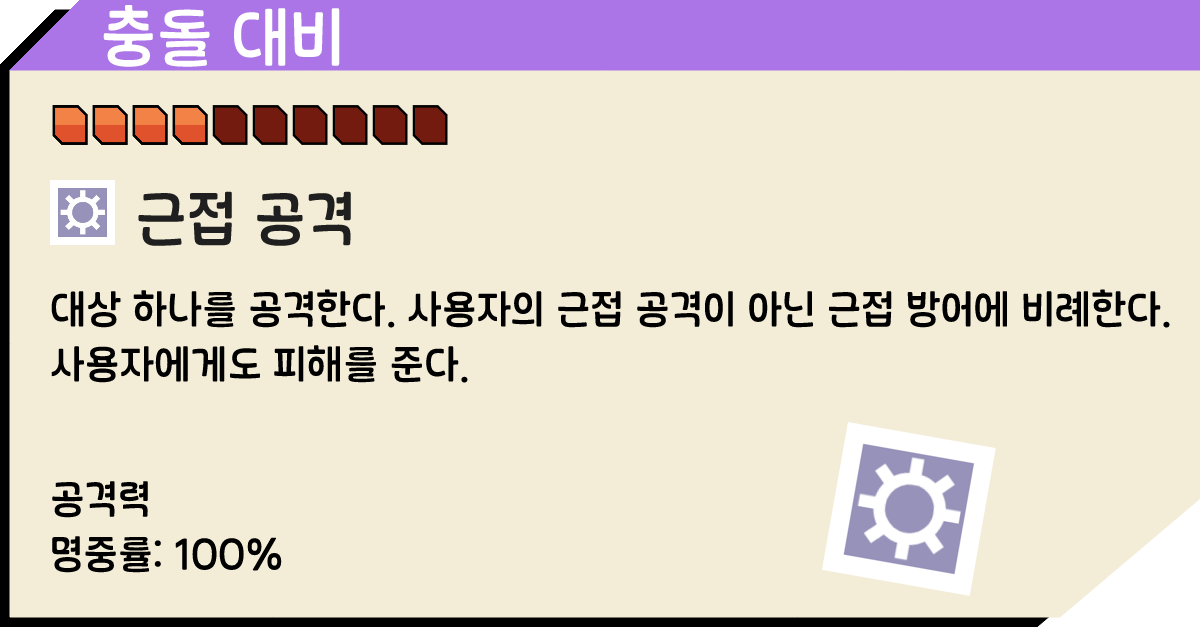 충돌 대비
근접 공격
대상 하나를 공격한다. 사용자의 근접 공격이 아닌 근접 방어에 비례한다.
사용자에게도 피해를 준다.
공격력
명중률: 100%